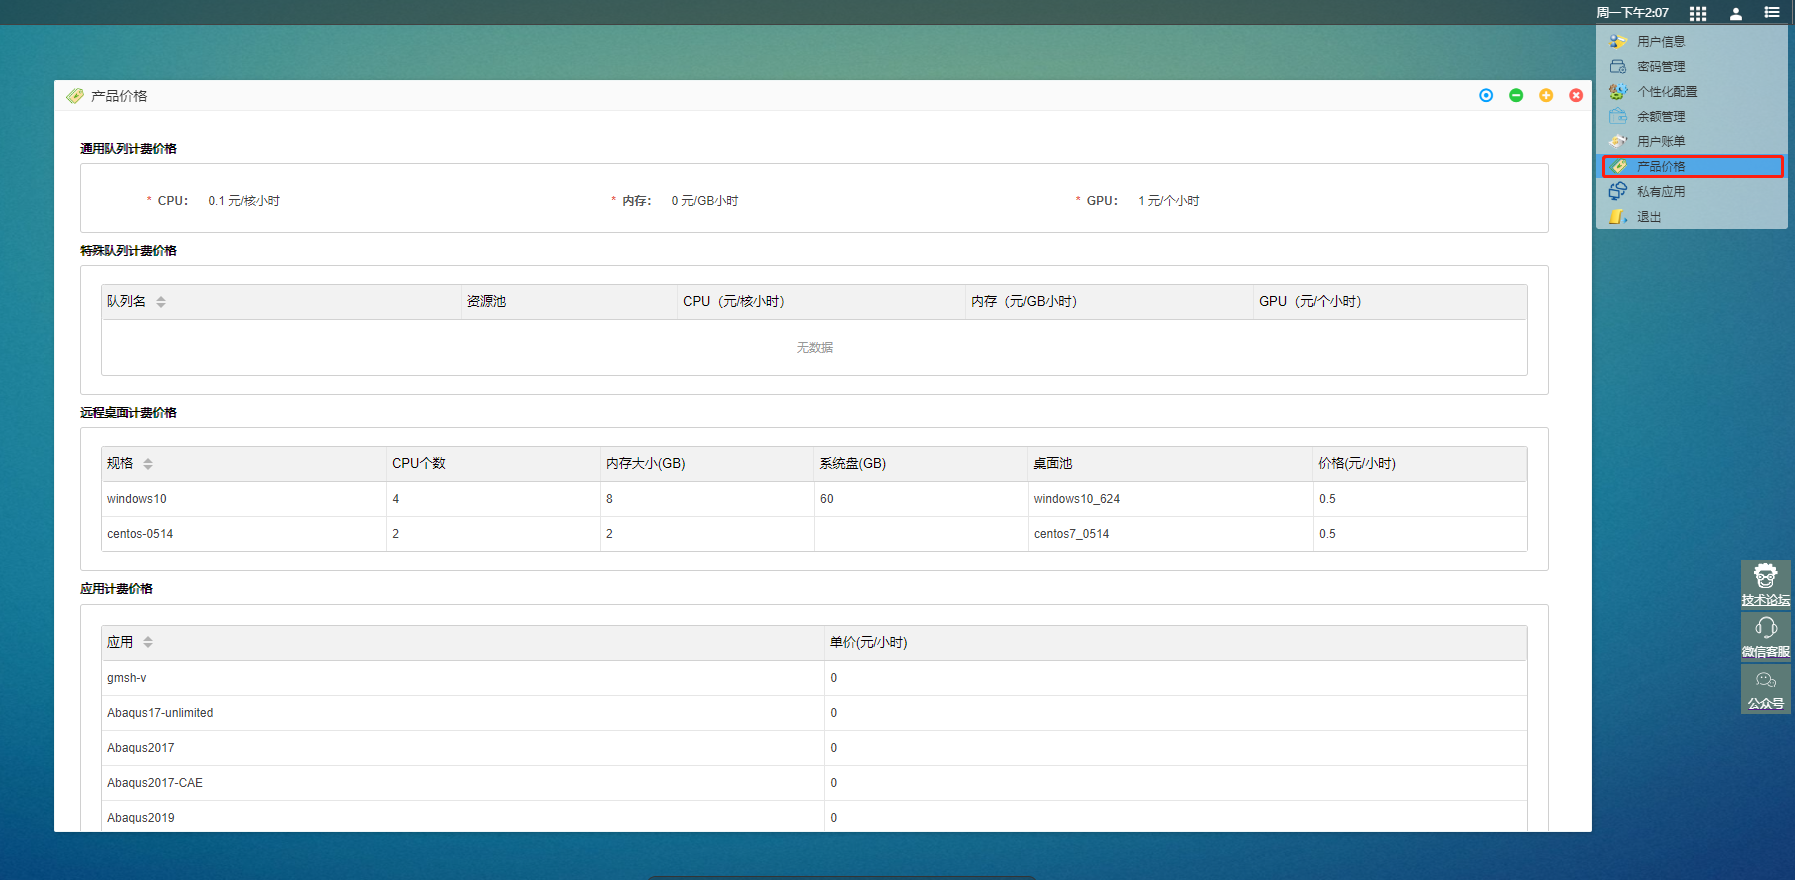 周一下午2:07
用户信息
密码管理
个性化配置
余额管理
用户账单
产品价格
私有应用
退出
产品价格
通用队列计费价格
* CPU： 0.1 元/核小时 * 内存： 0 元/GB小时 * GPU： 1 元/个小时
特殊队列计费价格
队列名 资源池 CPU（元/核小时） 内存（元/GB小时） GPU（元/个小时）
无数据
远程桌面计费价格
规格 CPU个数 内存大小(GB) 系统盘(GB) 桌面池 价格(元/小时)
windows10 4 8 60 windows10_624 0.5
centos-0514 2 2 centos7_0514 0.5
应用计费价格
应用 单价(元/小时)
gmsh-v 0
Abaqus17-unlimited 0
Abaqus2017 0
Abaqus2017-CAE 0
Abaqus2019 0
技术论坛
微信客服
公众号